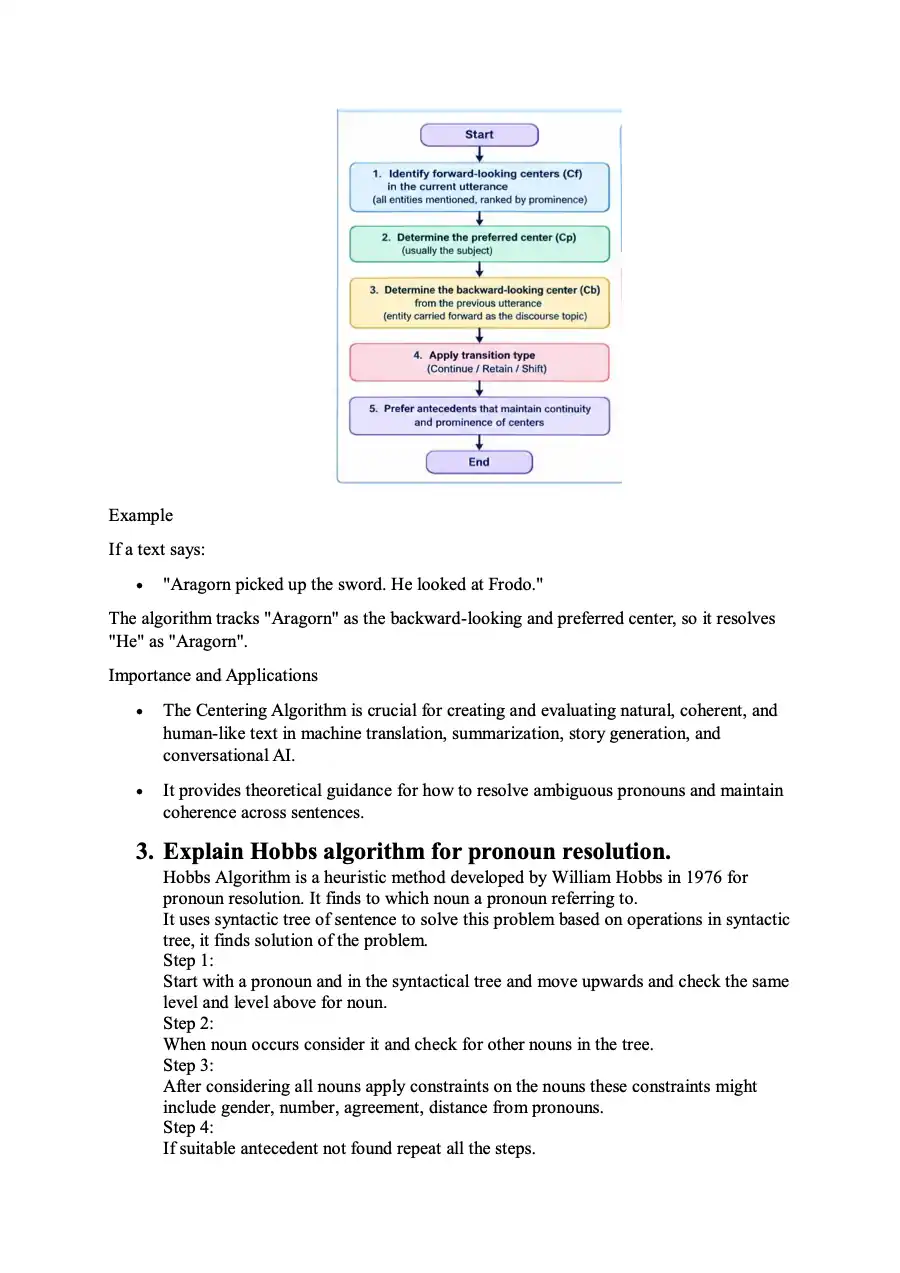 Start
1. Identify forward-looking centers (Cf)
in the current utterance
(all entities mentioned, ranked by prominence)
2. Determine the preferred center (Cp)
(usually the subject)
3. Determine the backward-looking center (Cb)
from the previous utterance
(entity carried forward as the discourse topic)
4. Apply transition type
(Continue / Retain / Shift)
5. Prefer antecedents that maintain continuity
and prominence of centers
End
Example
If a text says:
• "Aragorn picked up the sword. He looked at Frodo."
The algorithm tracks "Aragorn" as the backward-looking and preferred center, so it resolves
"He" as "Aragorn".
Importance and Applications
• The Centering Algorithm is crucial for creating and evaluating natural, coherent, and
human-like text in machine translation, summarization, story generation, and
conversational AI.
• It provides theoretical guidance for how to resolve ambiguous pronouns and maintain
coherence across sentences.
3. Explain Hobbs algorithm for pronoun resolution.
Hobbs Algorithm is a heuristic method developed by William Hobbs in 1976 for
pronoun resolution. It finds to which noun a pronoun referring to.
It uses syntactic tree of sentence to solve this problem based on operations in syntactic
tree, it finds solution of the problem.
Step 1:
Start with a pronoun and in the syntactical tree and move upwards and check the same
level and level above for noun.
Step 2:
When noun occurs consider it and check for other nouns in the tree.
Step 3:
After considering all nouns apply constraints on the nouns these constraints might
include gender, number, agreement, distance from pronouns.
Step 4:
If suitable antecedent not found repeat all the steps.